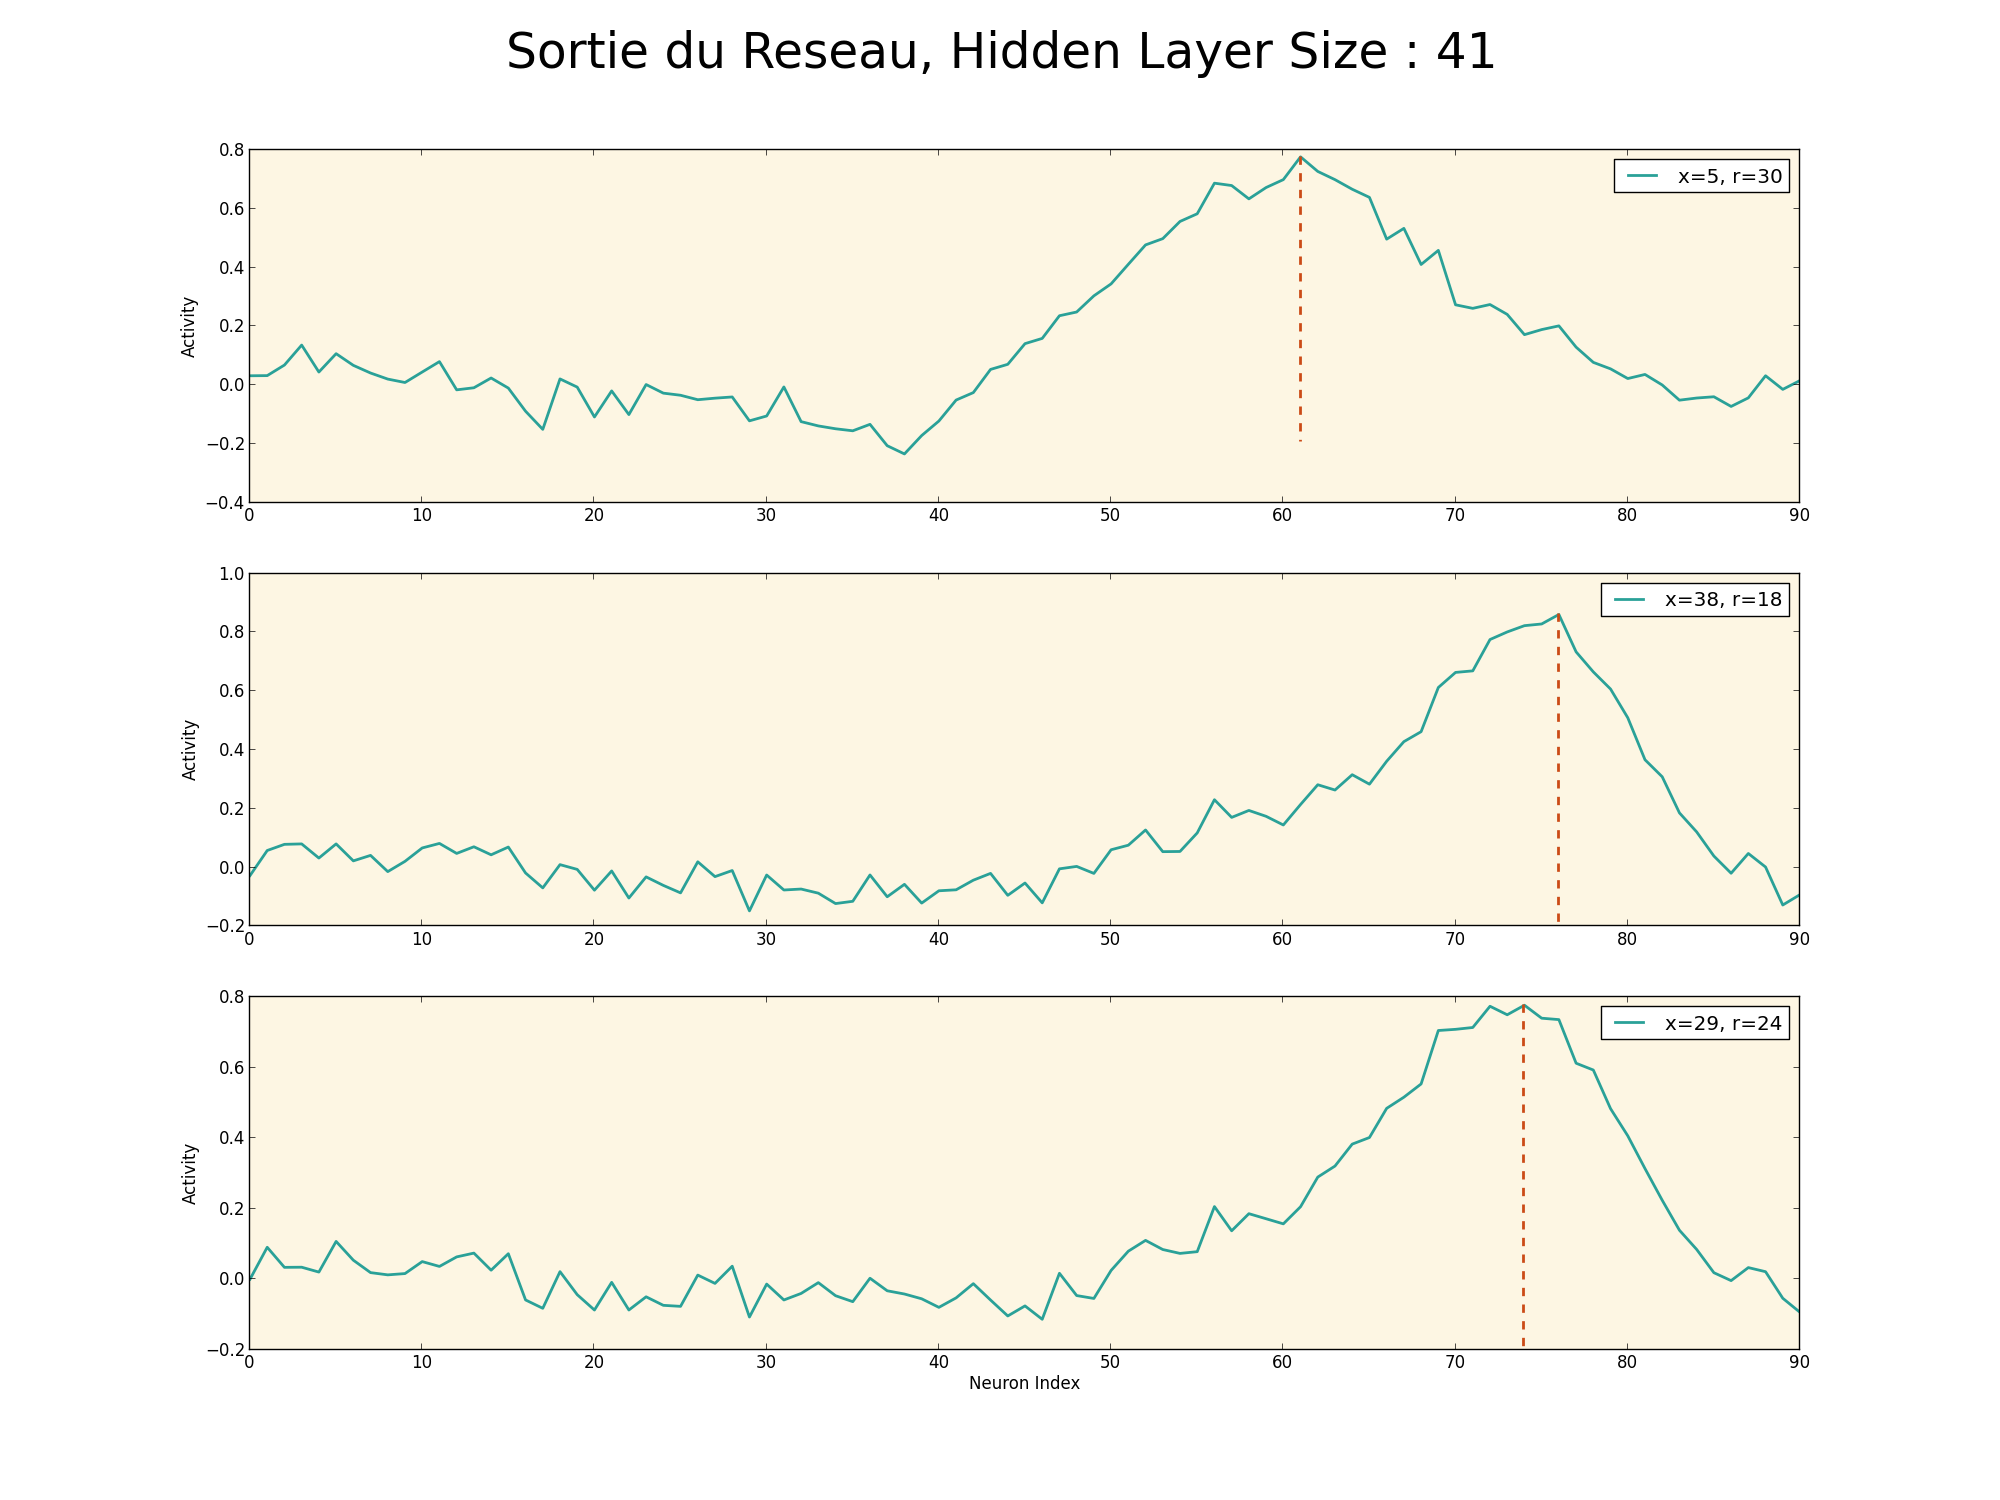 Sortie du Reseau, Hidden Layer Size : 41
0.8
0.6
0.4
0.2
0.0
−0.2
−0.4
Activity
x=5, r=30
0 10 20 30 40 50 60 70 80 90
1.0
0.8
0.6
0.4
0.2
0.0
−0.2
Activity
x=38, r=18
0 10 20 30 40 50 60 70 80 90
0.8
0.6
0.4
0.2
0.0
−0.2
Activity
x=29, r=24
0 10 20 30 40 50 60 70 80 90
Neuron Index